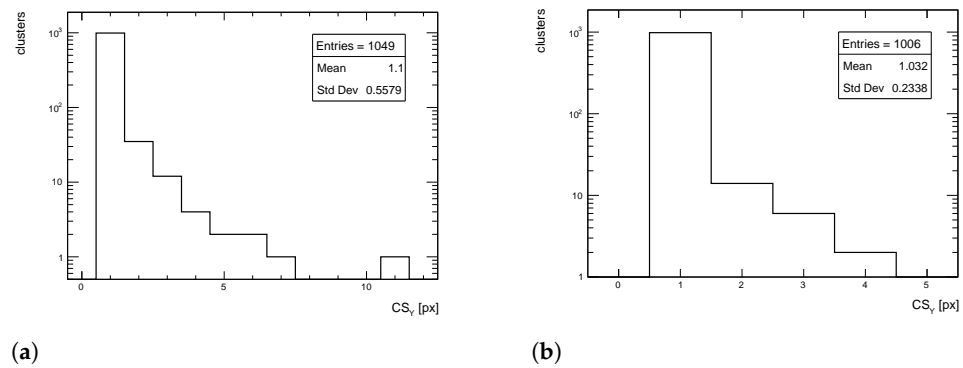 clusters
10³
10²
10
1
Entries = 1049
Mean 1.1
Std Dev 0.5579
0 5 10
CS_Y [px]
(a)
clusters
10³
10²
10
1
Entries = 1006
Mean 1.032
Std Dev 0.2338
0 1 2 3 4 5
CS_Y [px]
(b)